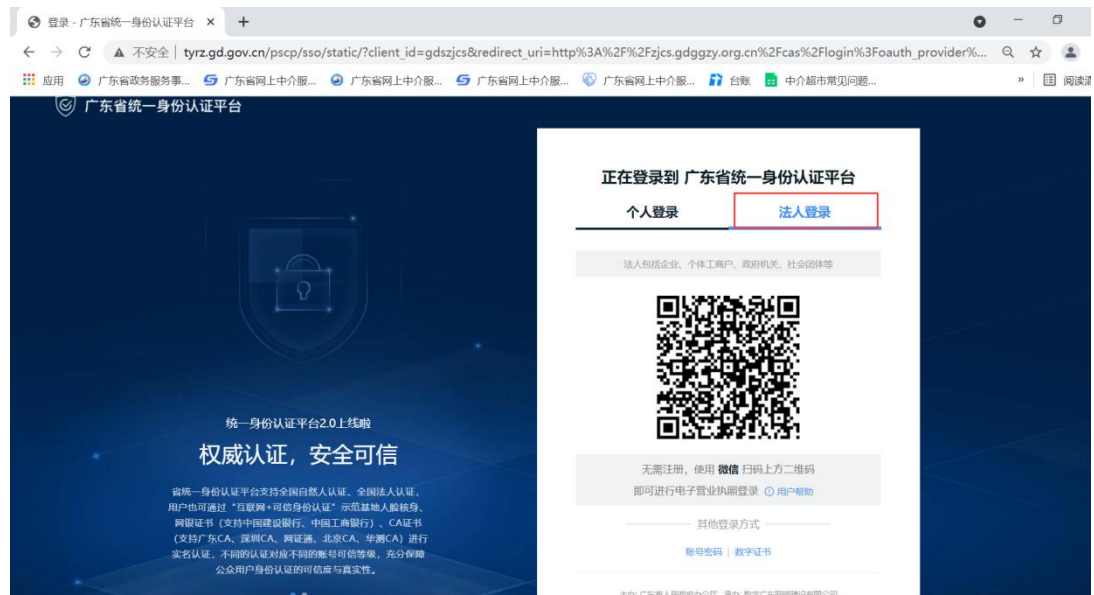 登录 - 广东省统一身份认证平台
不安全 | tyrz.gd.gov.cn/pscp/sso/static/?client_id=gdszjcs&redirect_uri=http%3A%2F%2Fzjcs.gdggzy.org.cn%2Fcas%2Flogin%3Foauth_provider%...
应用 广东省政务服务事... 广东省网上中介服... 广东省网上中介服... 广东省网上中介服... 广东省网上中介服... 台账 中介超市常见问题... » 阅读清
广东省统一身份认证平台
正在登录到 广东省统一身份认证平台
个人登录 法人登录
法人包括企业、个体工商户、政府机关、社会团体等
统一身份认证平台2.0上线啦
权威认证，安全可信
省统一身份认证平台支持全国自然人认证、全国法人认证，
用户也可通过“互联网+可信身份认证”示范基地人脸核身、
网银证书（支持中国建设银行、中国工商银行）、CA证书
（支持广东CA、深圳CA、网证通、北京CA、华测CA）进行
实名认证，不同的认证对应不同的账号可信等级，充分保障
公众用户身份认证的可信度与真实性。
无需注册，使用 微信 扫码上方二维码
即可进行电子营业执照登录 用户帮助
其他登录方式
账号密码 | 数字证书